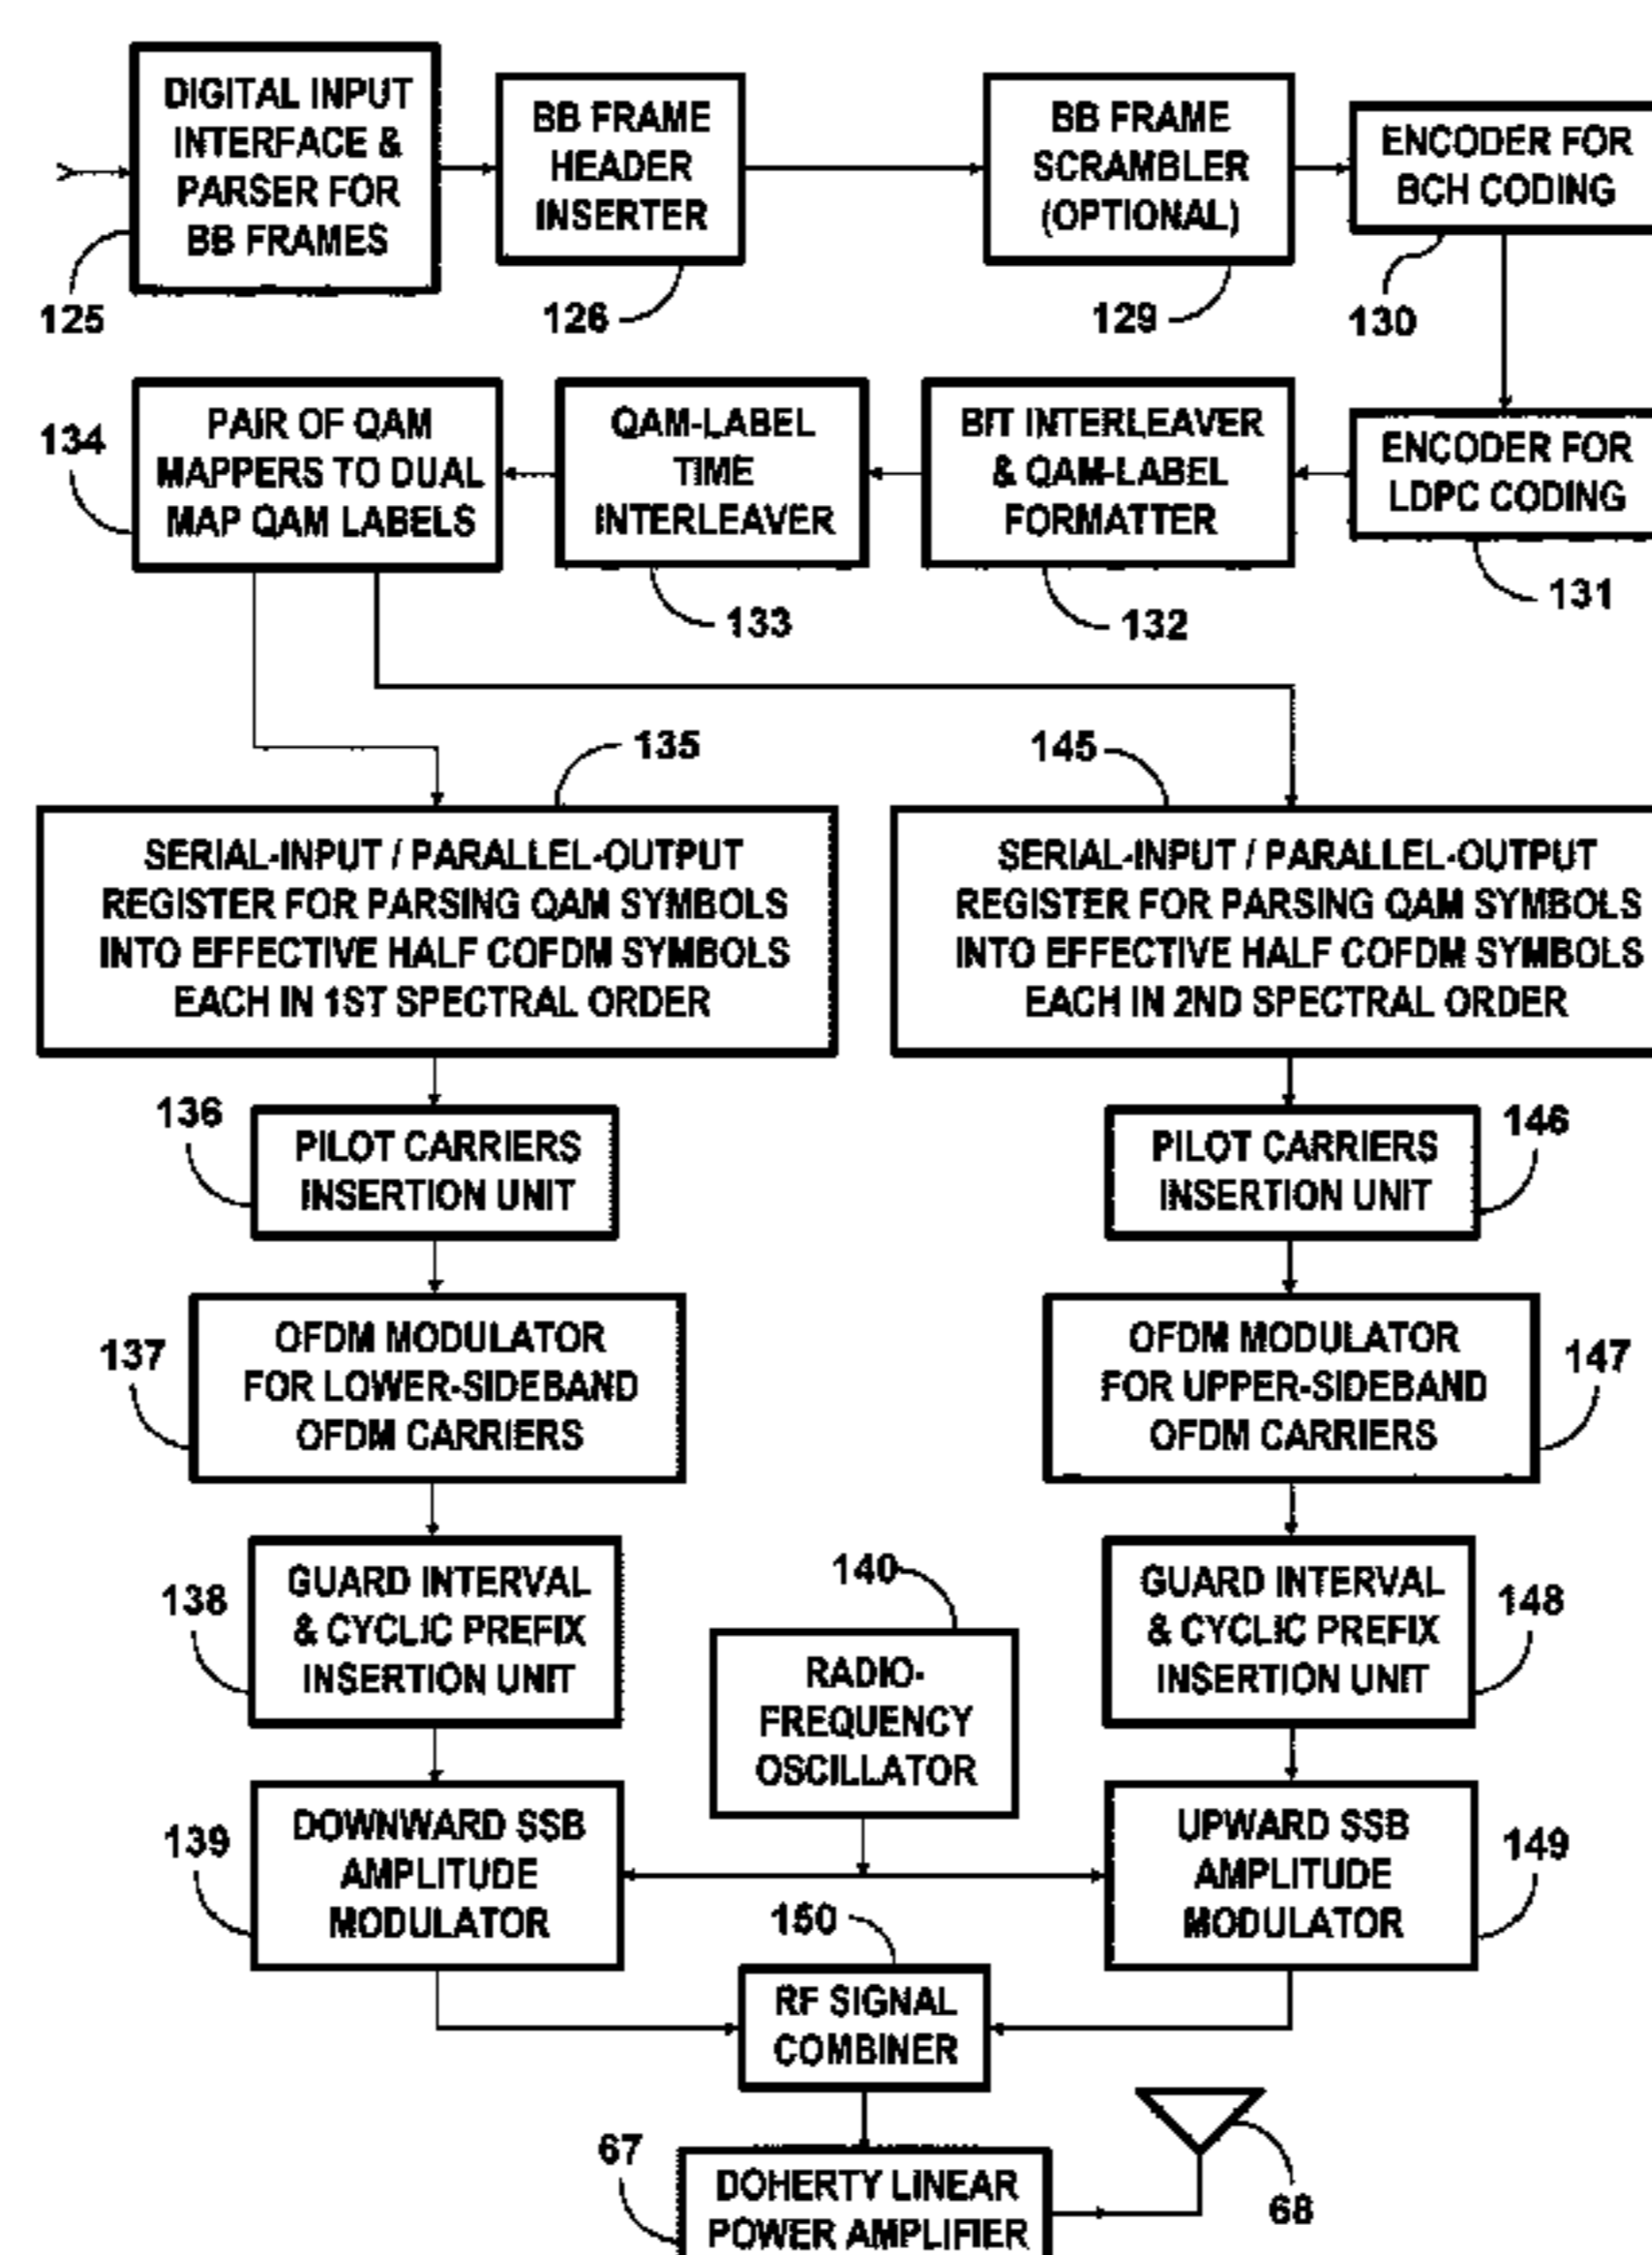 DIGITAL INPUT
INTERFACE &
PARSER FOR
BB FRAMES
125
BB FRAME
HEADER
INSERTER
126
BB FRAME
SCRAMBLER
(OPTIONAL)
129
ENCODER FOR
BCH CODING
130
134
PAIR OF QAM
MAPPERS TO DUAL
MAP QAM LABELS
QAM-LABEL
TIME
INTERLEAVER
133
BIT INTERLEAVER
& QAM-LABEL
FORMATTER
132
ENCODER FOR
LDPC CODING
131
135
145
SERIAL-INPUT / PARALLEL-OUTPUT
REGISTER FOR PARSING QAM SYMBOLS
INTO EFFECTIVE HALF COFDM SYMBOLS
EACH IN 1ST SPECTRAL ORDER
SERIAL-INPUT / PARALLEL-OUTPUT
REGISTER FOR PARSING QAM SYMBOLS
INTO EFFECTIVE HALF COFDM SYMBOLS
EACH IN 2ND SPECTRAL ORDER
136
PILOT CARRIERS
INSERTION UNIT
PILOT CARRIERS
INSERTION UNIT
146
137
OFDM MODULATOR
FOR LOWER-SIDEBAND
OFDM CARRIERS
OFDM MODULATOR
FOR UPPER-SIDEBAND
OFDM CARRIERS
147
138
GUARD INTERVAL
& CYCLIC PREFIX
INSERTION UNIT
140
RADIO-
FREQUENCY
OSCILLATOR
GUARD INTERVAL
& CYCLIC PREFIX
INSERTION UNIT
148
139
DOWNWARD SSB
AMPLITUDE
MODULATOR
UPWARD SSB
AMPLITUDE
MODULATOR
149
150
RF SIGNAL
COMBINER
67
DOHERTY LINEAR
POWER AMPLIFIER
68